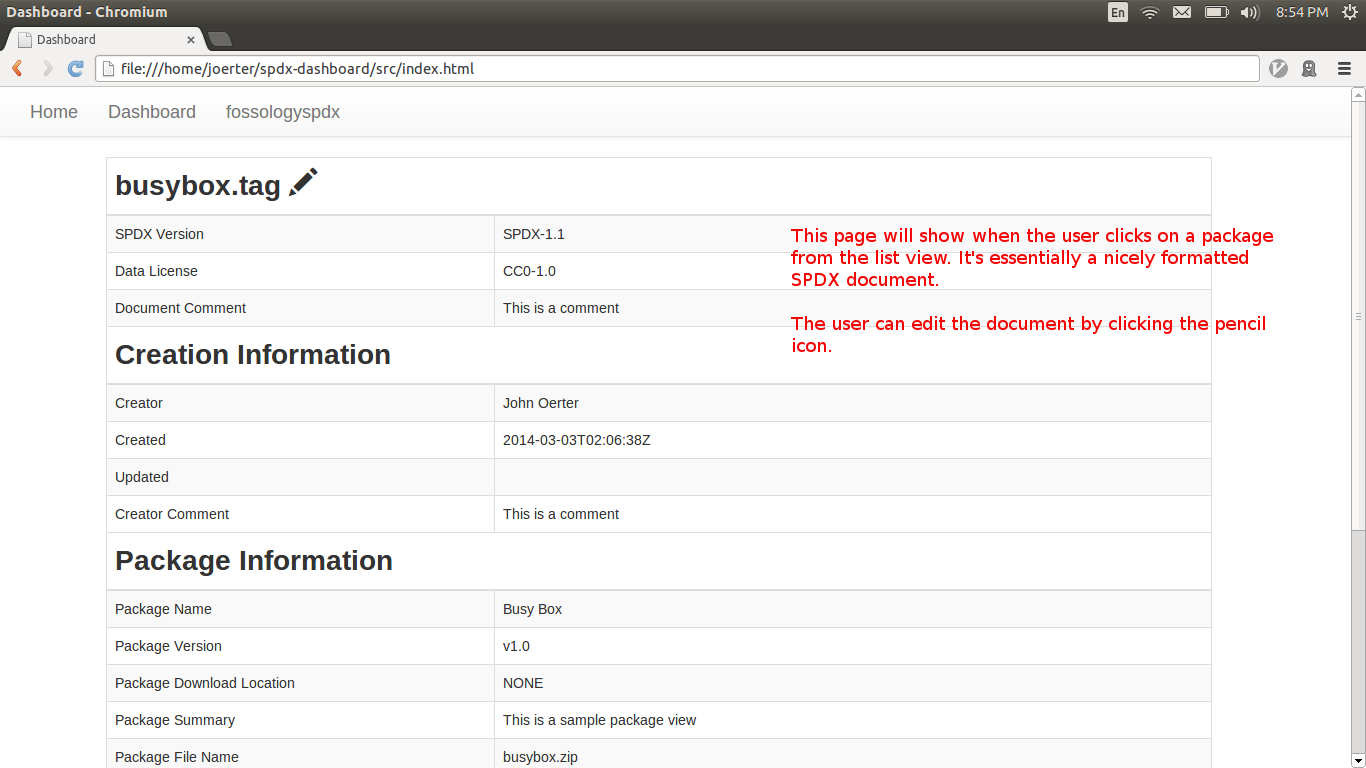 Dashboard - Chromium
En
8:54 PM
Dashboard
file:///home/joerter/spdx-dashboard/src/index.html
Home Dashboard fossologyspdx
busybox.tag
SPDX Version SPDX-1.1
Data License CC0-1.0
Document Comment This is a comment
This page will show when the user clicks on a package
from the list view. It's essentially a nicely formatted
SPDX document.
The user can edit the document by clicking the pencil
icon.
Creation Information
Creator John Oerter
Created 2014-03-03T02:06:38Z
Updated
Creator Comment This is a comment
Package Information
Package Name Busy Box
Package Version v1.0
Package Download Location NONE
Package Summary This is a sample package view
Package File Name busybox.zip